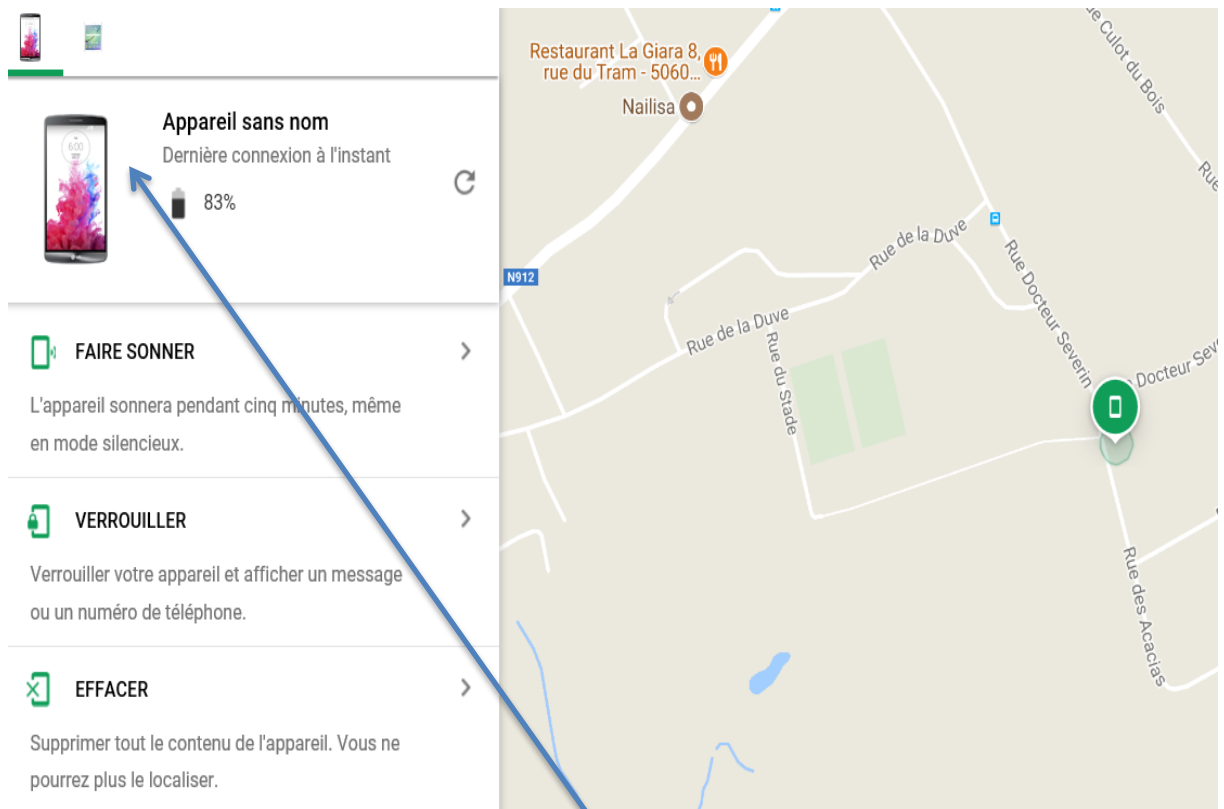 Appareil sans nom
Dernière connexion à l'instant
83%
FAIRE SONNER
L'appareil sonnera pendant cinq minutes, même
en mode silencieux.
VERROUILLER
Verrouiller votre appareil et afficher un message
ou un numéro de téléphone.
EFFACER
Supprimer tout le contenu de l'appareil. Vous ne
pourrez plus le localiser.
Restaurant La Giara 8,
rue du Tram - 5060...
Nailisa
N912
Rue de la Duve
Rue de la Duve
Rue du Stade
Rue Docteur Severin
Docteur Sev
Rue des Acacias
Culot du Bois
Rue
6:00